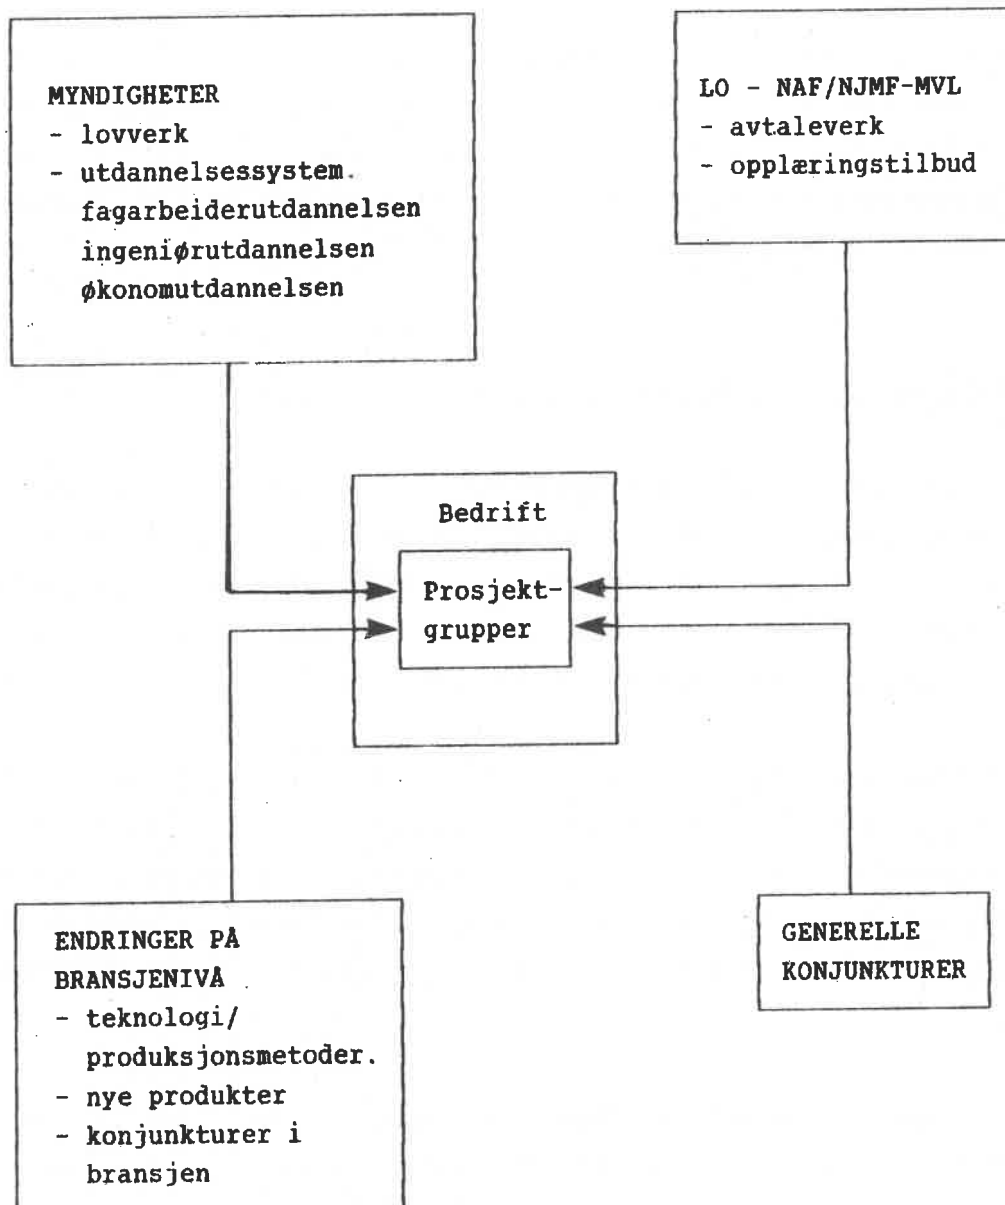 MYNDIGHETER
- lovverk
- utdannelsessystem.
fagarbeiderutdannelsen
ingeniørutdannelsen
økonomutdannelsen
LO - NAF/NJMF-MVL
- avtaleverk
- opplæringstilbud
Bedrift
Prosjekt-
grupper
ENDRINGER PÅ
BRANSJENIVÅ
- teknologi/
produksjonsmetoder.
- nye produkter
- konjunkturer i
bransjen
GENERELLE
KONJUNKTURER